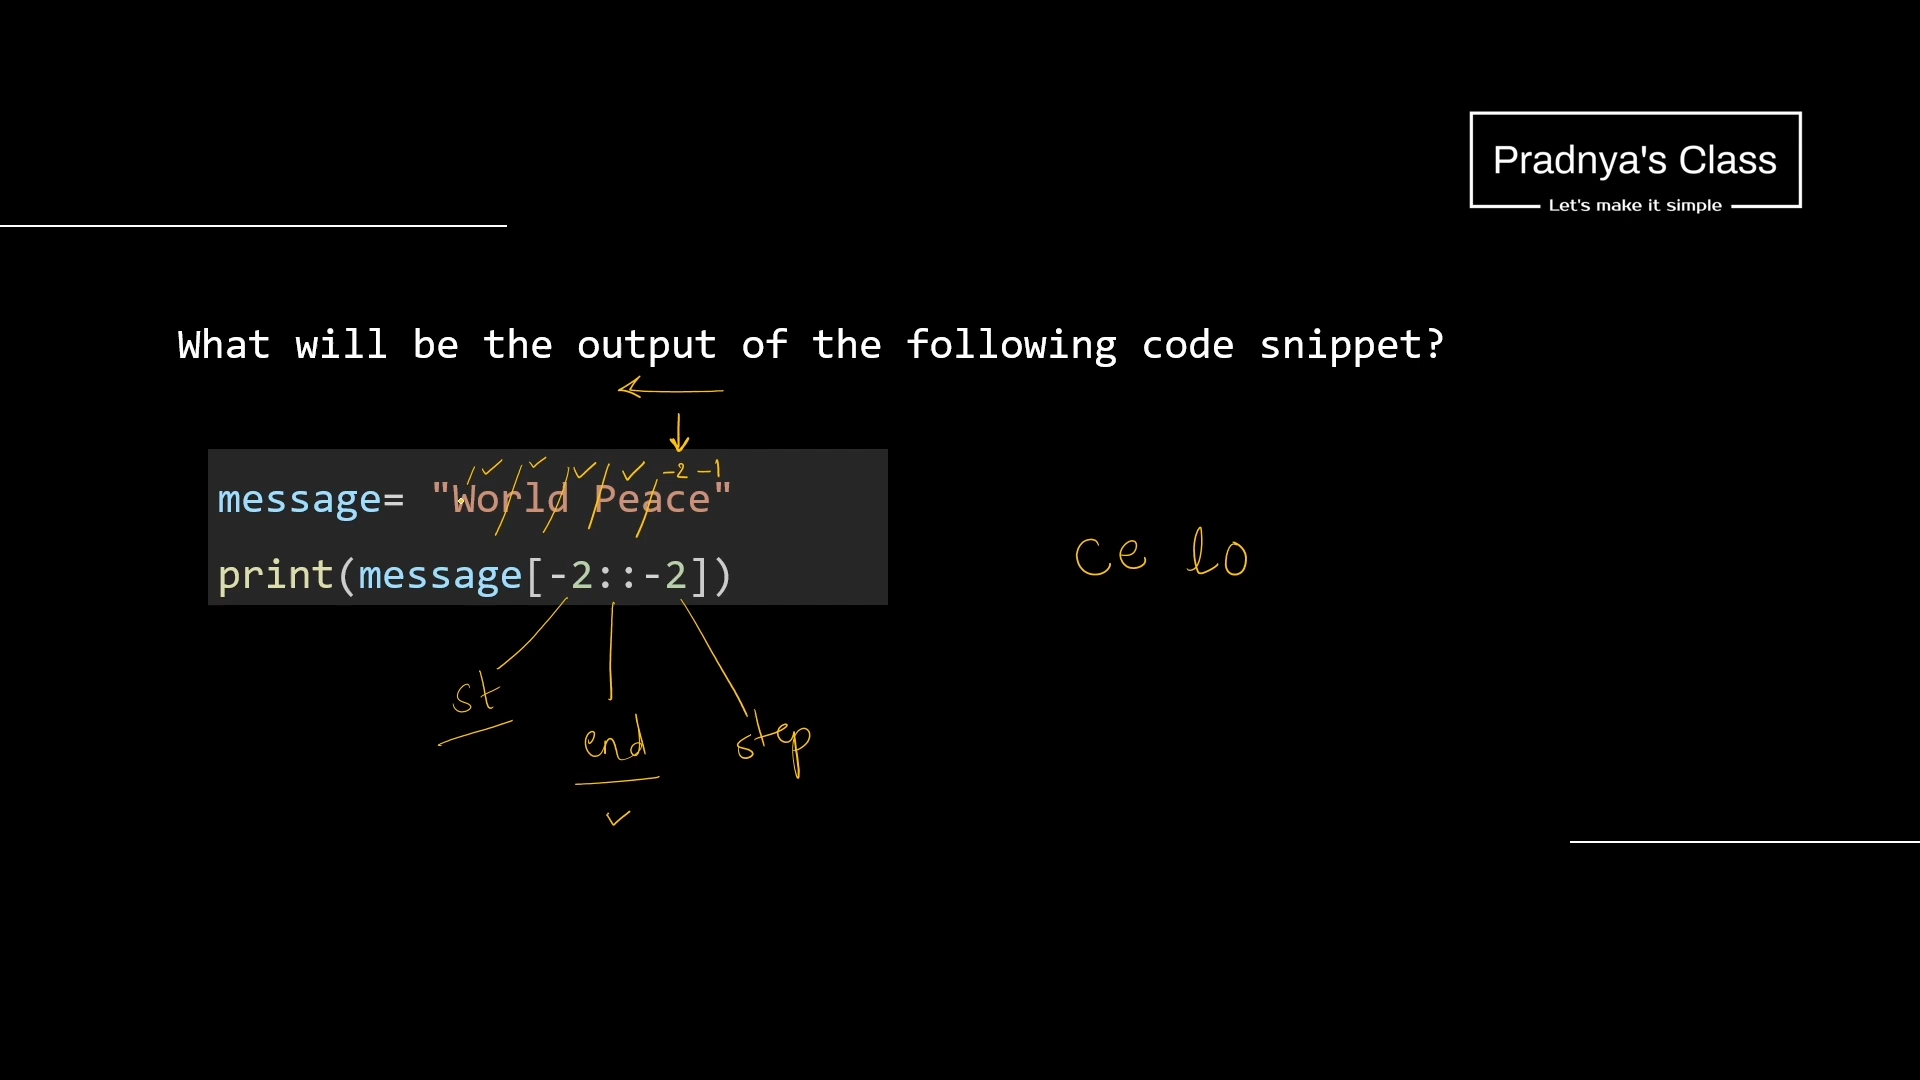 Pradnya's Class
Let's make it simple
What will be the output of the following code snippet?
-2 -1
message= "World Peace"
print(message[-2::-2])
ce lo
st
end
step